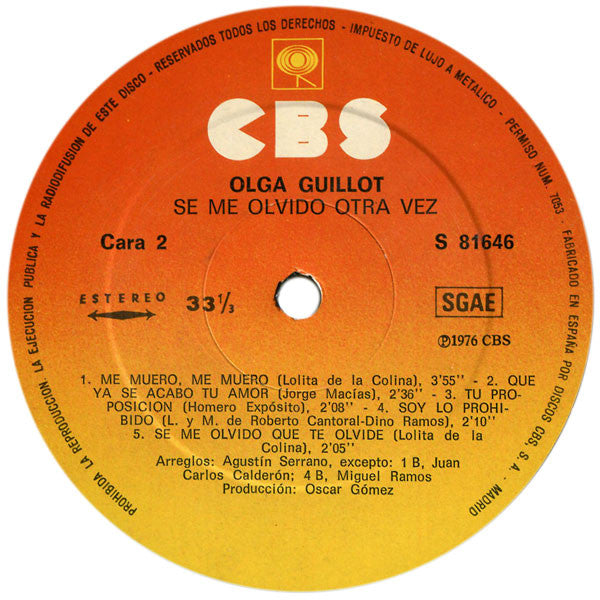 PROHIBIDA LA REPRODUCCION, LA EJECUCION PUBLICA Y LA RADIODIFUSION DE ESTE DISCO - RESERVADOS TODOS LOS DERECHOS - IMPUESTO DE LUJO A METALICO - PERMISO NUM. 7053 - FABRICADO EN ESPAÑA POR DISCOS CBS, S. A. - MADRID
CBS
OLGA GUILLOT
SE ME OLVIDO OTRA VEZ
Cara 2
S 81646
ESTEREO
33 1/3
SGAE
℗1976 CBS
1. ME MUERO, ME MUERO (Lolita de la Colina), 3'55'' - 2. QUE
YA SE ACABO TU AMOR (Jorge Macías), 2'36'' - 3. TU PRO-
POSICION (Homero Expósito), 2'08'' - 4. SOY LO PROHI-
BIDO (L. y M. de Roberto Cantoral-Dino Ramos), 2'10''
5. SE ME OLVIDO QUE TE OLVIDE (Lolita de la
Colina), 2'05''
Arreglos: Agustín Serrano, excepto: 1 B, Juan
Carlos Calderón; 4 B, Miguel Ramos
Producción: Oscar Gómez